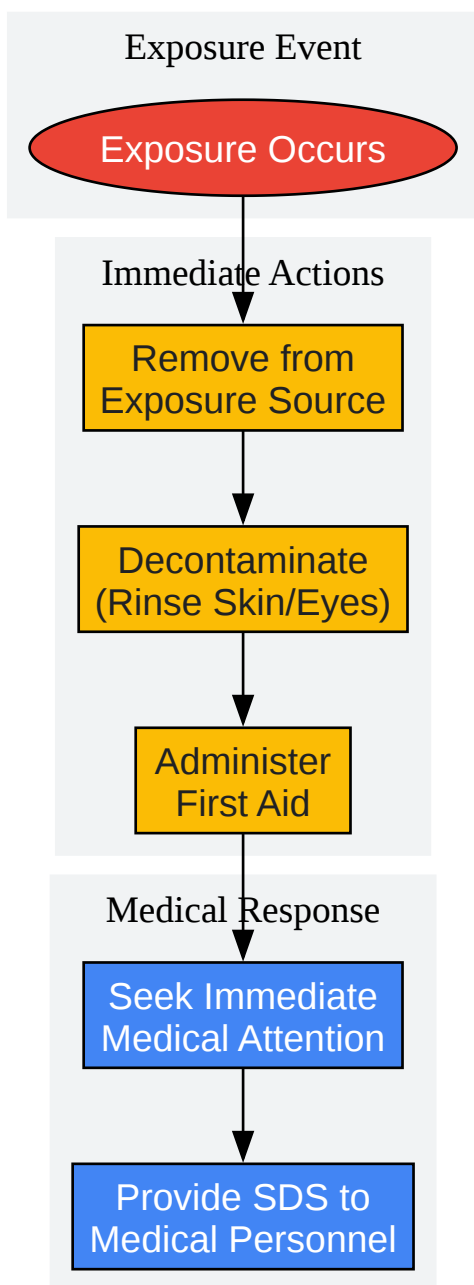 Exposure Event
Exposure Occurs
Immediate Actions
Remove from
Exposure Source
Decontaminate
(Rinse Skin/Eyes)
Administer
First Aid
Medical Response
Seek Immediate
Medical Attention
Provide SDS to
Medical Personnel